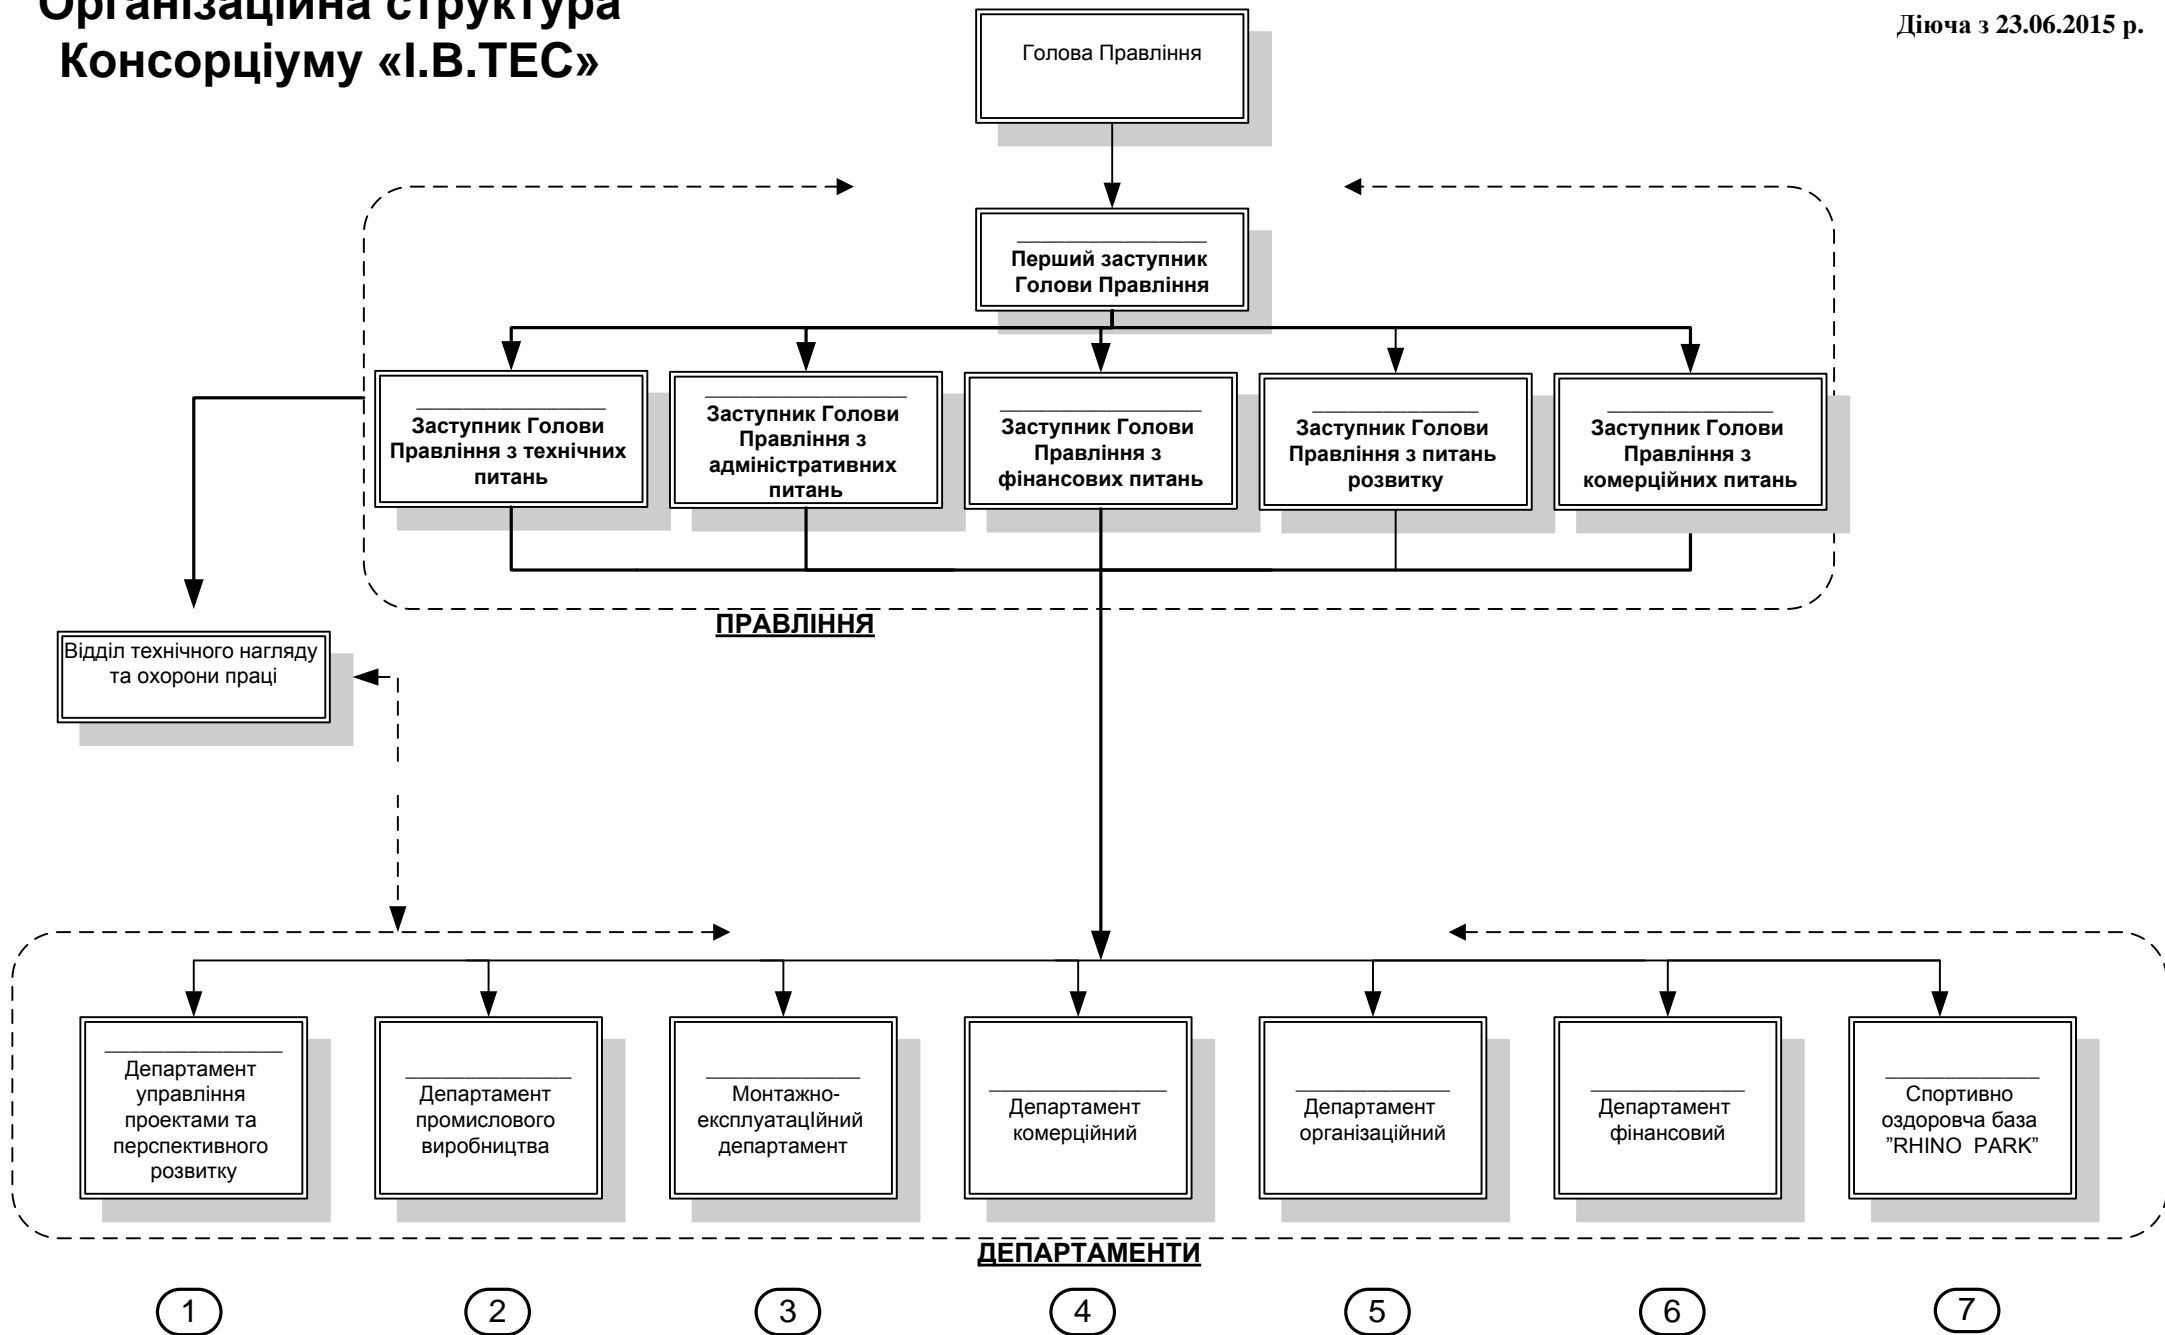 Організаційна структура
Консорціуму «І.В.ТЕС»
Діюча з 23.06.2015 р.
Голова Правління
Перший заступник
Голови Правління
Заступник Голови
Правління з технічних
питань
Заступник Голови
Правління з
адміністративних
питань
Заступник Голови
Правління з
фінансових питань
Заступник Голови
Правління з питань
розвитку
Заступник Голови
Правління з
комерційних питань
ПРАВЛІННЯ
Відділ технічного нагляду
та охорони праці
Департамент
управління
проектами та
перспективного
розвитку
Департамент
промислового
виробництва
Монтажно-
експлуатаціЙний
департамент
Департамент
комерційний
Департамент
організаційний
Департамент
фінансовий
Спортивно
оздоровча база
”RHINO PARK”
ДЕПАРТАМЕНТИ
1
2
3
4
5
6
7